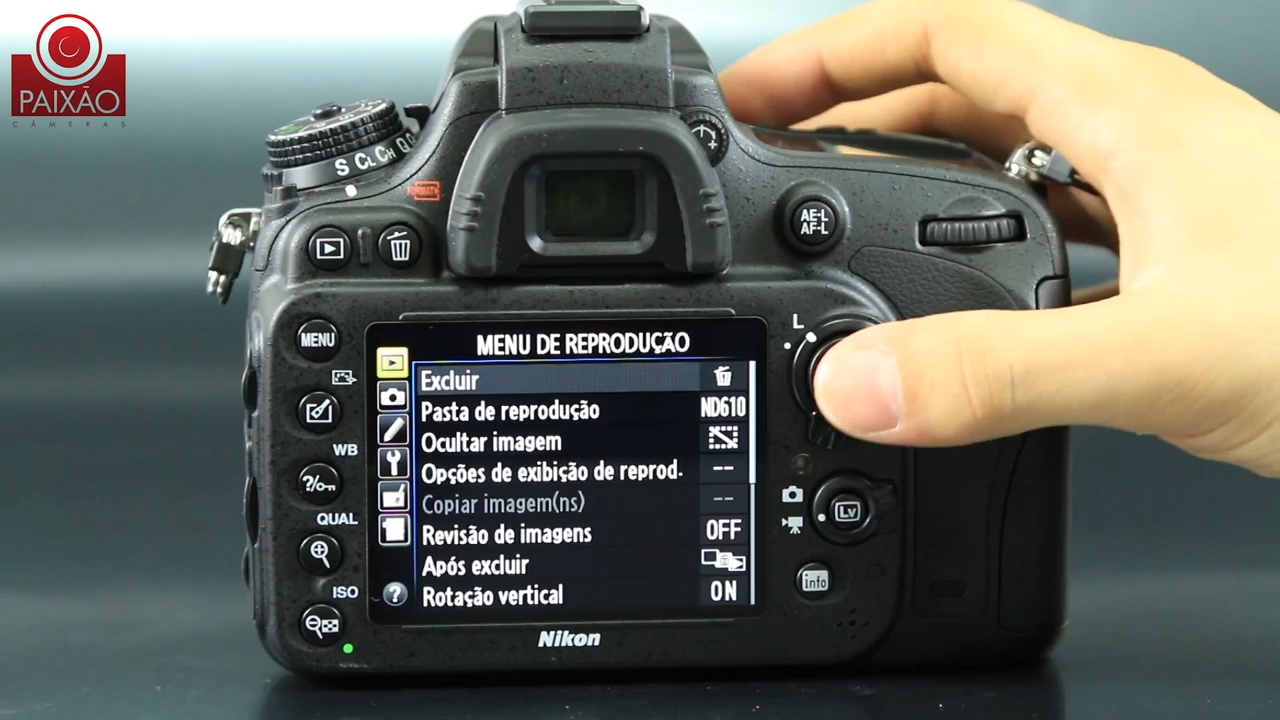 PAIXÃO
CÂMERAS
S CL CH Q
FORMAT
AE-L
AF-L
L
MENU
WB
?
QUAL
ISO
MENU DE REPRODUÇÃO
Excluir
Pasta de reprodução ND610
Ocultar imagem
Opções de exibição de reprod. --
Copiar imagem(ns) --
Revisão de imagens OFF
Após excluir
Rotação vertical ON
?
Lv
info
Nikon